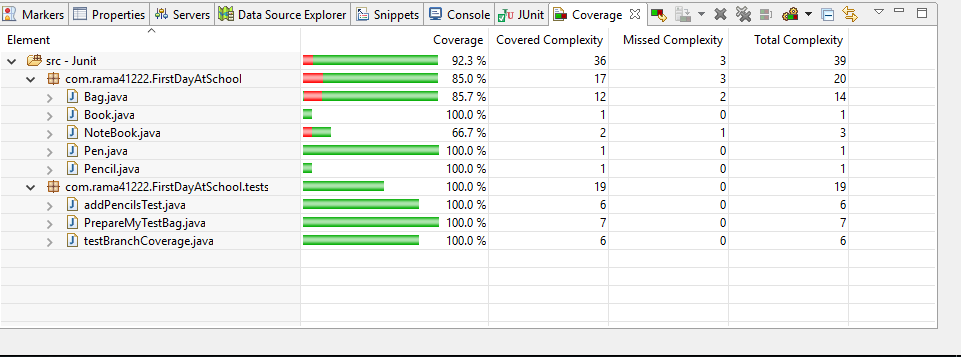 Markers Properties Servers Data Source Explorer Snippets Console JUnit Coverage
Element Coverage Covered Complexity Missed Complexity Total Complexity
src - Junit 92.3 % 36 3 39
com.rama41222.FirstDayAtSchool 85.0 % 17 3 20
Bag.java 85.7 % 12 2 14
Book.java 100.0 % 1 0 1
NoteBook.java 66.7 % 2 1 3
Pen.java 100.0 % 1 0 1
Pencil.java 100.0 % 1 0 1
com.rama41222.FirstDayAtSchool.tests 100.0 % 19 0 19
addPencilsTest.java 100.0 % 6 0 6
PrepareMyTestBag.java 100.0 % 7 0 7
testBranchCoverage.java 100.0 % 6 0 6